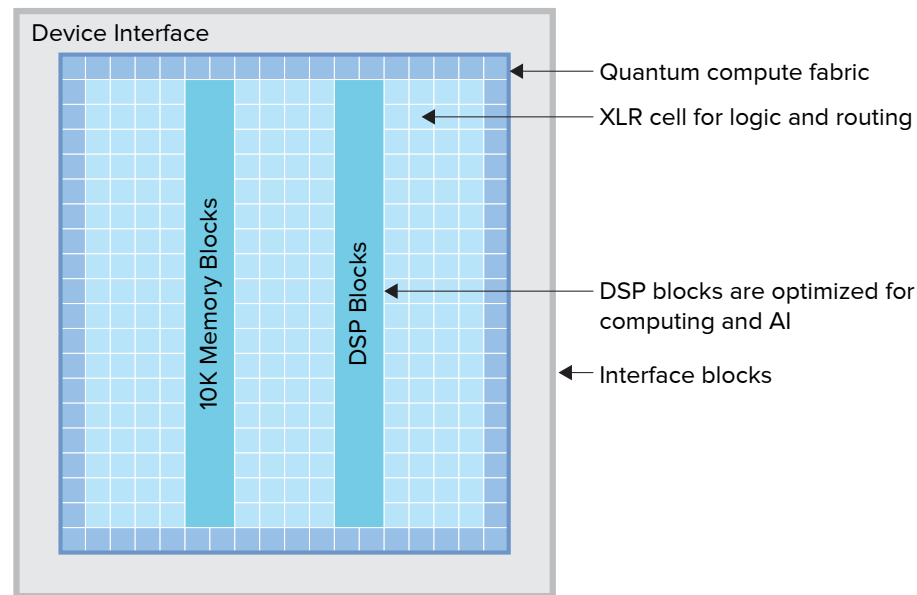 Device Interface
Quantum compute fabric
XLR cell for logic and routing
10K Memory Blocks
DSP Blocks
DSP blocks are optimized for
computing and AI
Interface blocks